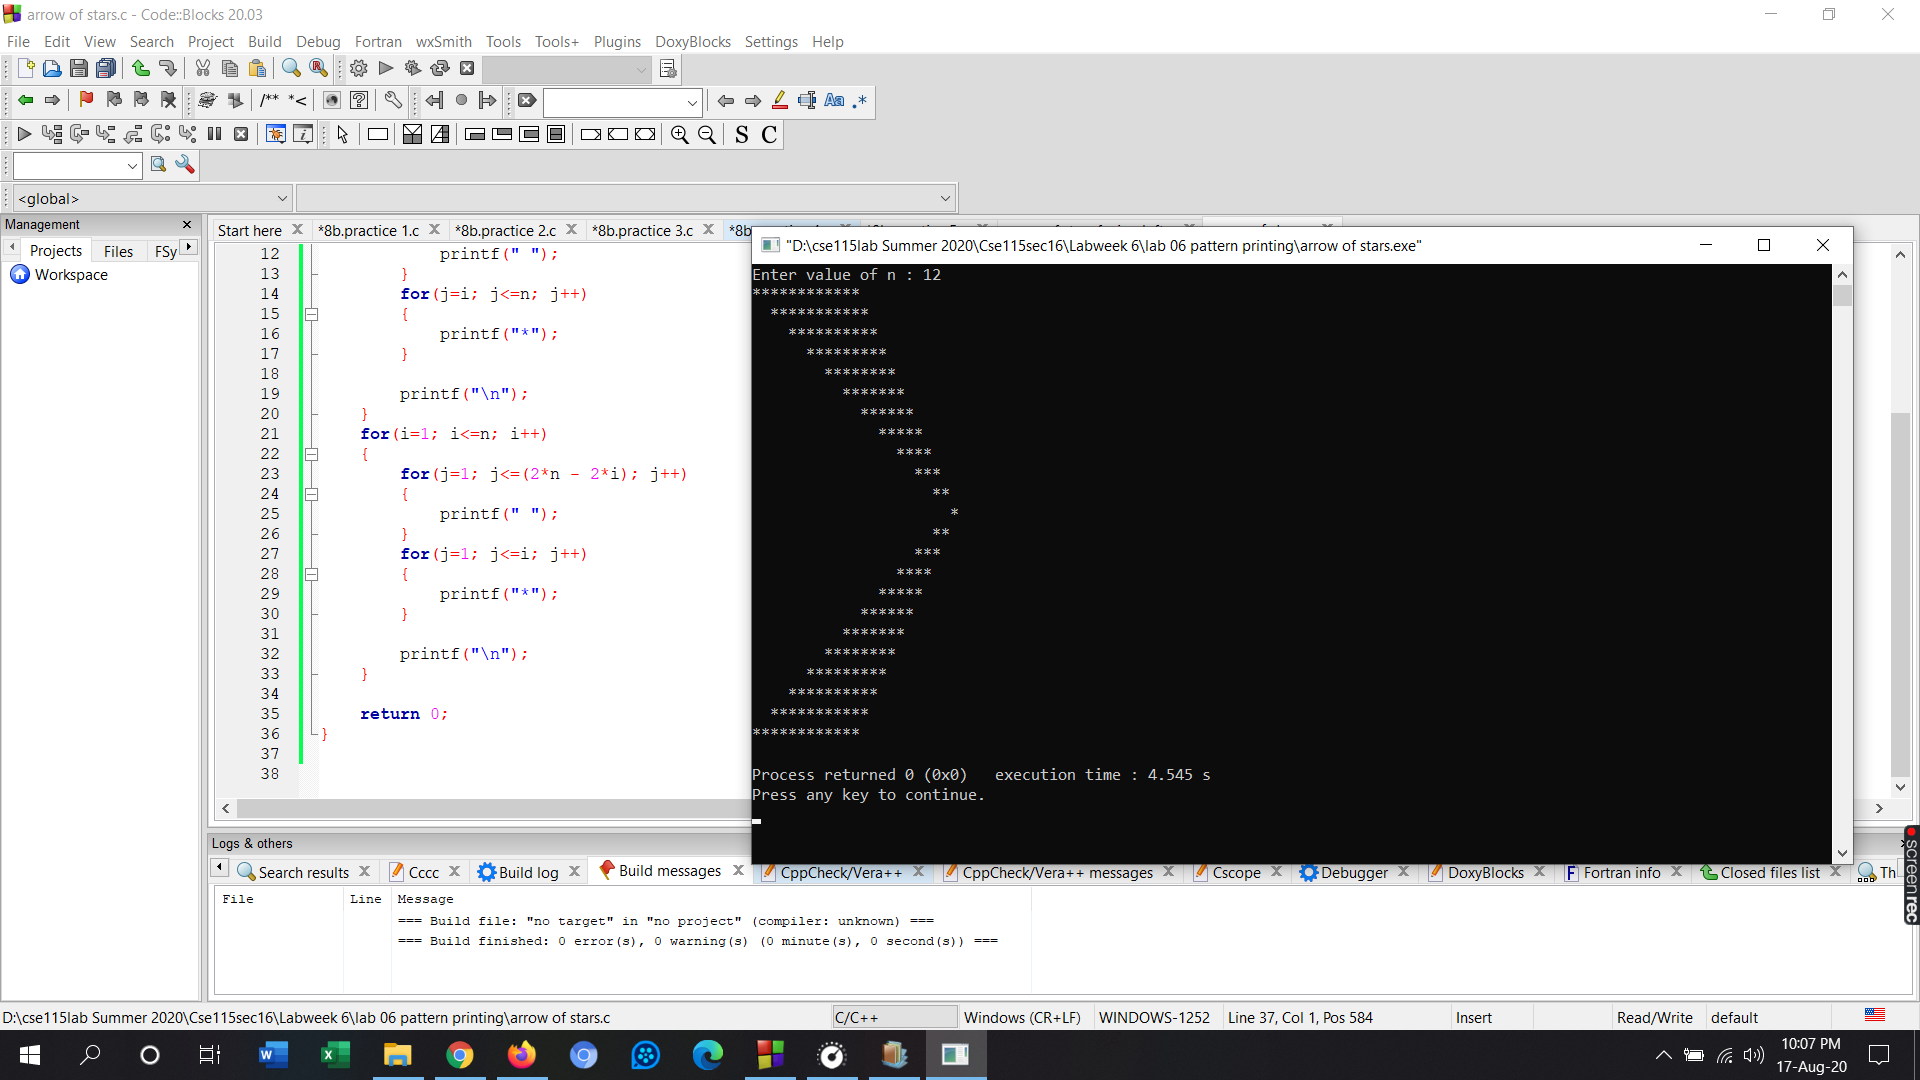 arrow of stars.c - Code::Blocks 20.03
File Edit View Search Project Build Debug Fortran wxSmith Tools Tools+ Plugins DoxyBlocks Settings Help
/** *<
Aa .*
S C
<global>
Management
Projects Files FSy
Workspace
Start here *8b.practice 1.c *8b.practice 2.c *8b.practice 3.c *8b
12 printf(" ");
13 }
14 for(j=i; j<=n; j++)
15 {
16 printf("*");
17 }
18
19 printf("\n");
20 }
21 for(i=1; i<=n; i++)
22 {
23 for(j=1; j<=(2*n - 2*i); j++)
24 {
25 printf(" ");
26 }
27 for(j=1; j<=i; j++)
28 {
29 printf("*");
30 }
31
32 printf("\n");
33 }
34
35 return 0;
36 }
37
38
"D:\cse115lab Summer 2020\Cse115sec16\Labweek 6\lab 06 pattern printing\arrow of stars.exe"
Enter value of n : 12
************
  ***********
    **********
      *********
        ********
          *******
            ******
              *****
                ****
                  ***
                    **
                      *
                    **
                  ***
                ****
              *****
            ******
          *******
        ********
      *********
    **********
  ***********
************
Process returned 0 (0x0)   execution time : 4.545 s
Press any key to continue.
Logs & others
Search results Cccc Build log Build messages CppCheck/Vera++ CppCheck/Vera++ messages Cscope Debugger DoxyBlocks Fortran info Closed files list Th
File Line Message
=== Build file: "no target" in "no project" (compiler: unknown) ===
=== Build finished: 0 error(s), 0 warning(s) (0 minute(s), 0 second(s)) ===
screenrec
D:\cse115lab Summer 2020\Cse115sec16\Labweek 6\lab 06 pattern printing\arrow of stars.c C/C++ Windows (CR+LF) WINDOWS-1252 Line 37, Col 1, Pos 584 Insert Read/Write default
10:07 PM
17-Aug-20